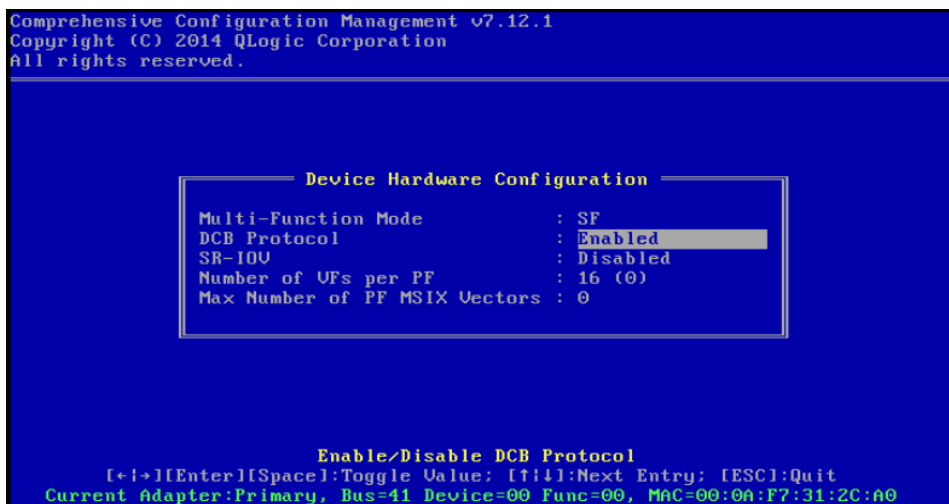 Comprehensive Configuration Management v7.12.1
Copyright (C) 2014 QLogic Corporation
All rights reserved.
Device Hardware Configuration
Multi-Function Mode : SF
DCB Protocol : Enabled
SR-IOV : Disabled
Number of VFs per PF : 16 (0)
Max Number of PF MSIX Vectors : 0
Enable/Disable DCB Protocol
[←|→][Enter][Space]:Toggle Value; [↑|↓]:Next Entry; [ESC]:Quit
Current Adapter:Primary, Bus=41 Device=00 Func=00, MAC=00:0A:F7:31:2C:A0